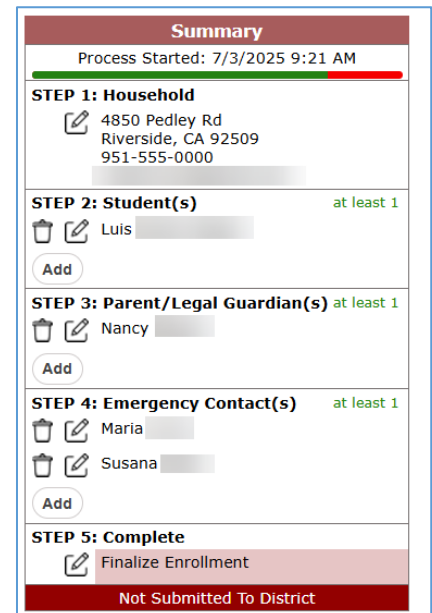 Summary
Process Started: 7/3/2025 9:21 AM
STEP 1: Household
4850 Pedley Rd
Riverside, CA 92509
951-555-0000
STEP 2: Student(s) at least 1
Luis
Add
STEP 3: Parent/Legal Guardian(s) at least 1
Nancy
Add
STEP 4: Emergency Contact(s) at least 1
Maria
Susana
Add
STEP 5: Complete
Finalize Enrollment
Not Submitted To District